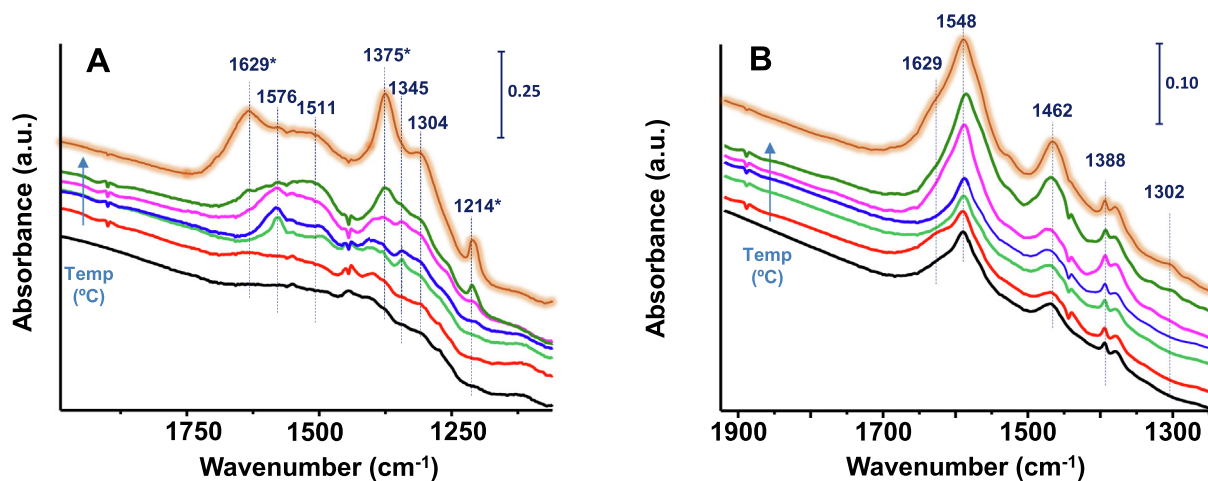 A
1629*
1576
1511
1375*
1345
1304
1214*
0.25
Temp
(ºC)
Absorbance (a.u.)
1750
1500
1250
Wavenumber (cm-1)
B
1629
1548
1462
1388
1302
0.10
Temp
(ºC)
Absorbance (a.u.)
1900
1700
1500
1300
Wavenumber (cm-1)